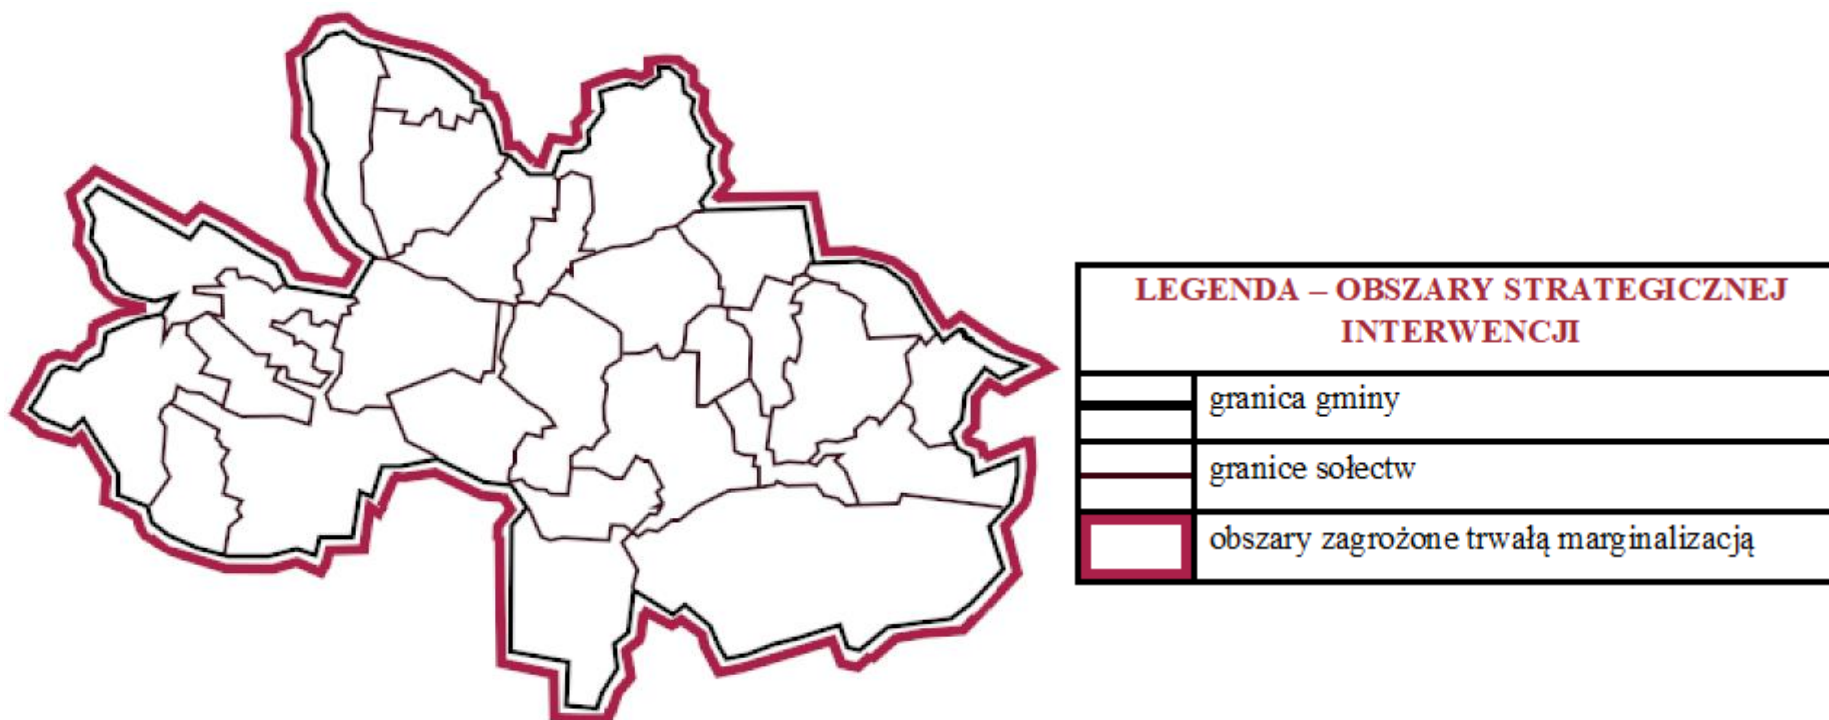 LEGENDA – OBSZARY STRATEGICZNEJ
INTERWENCJI
granica gminy
granice sołectw
obszary zagrożone trwałą marginalizacją